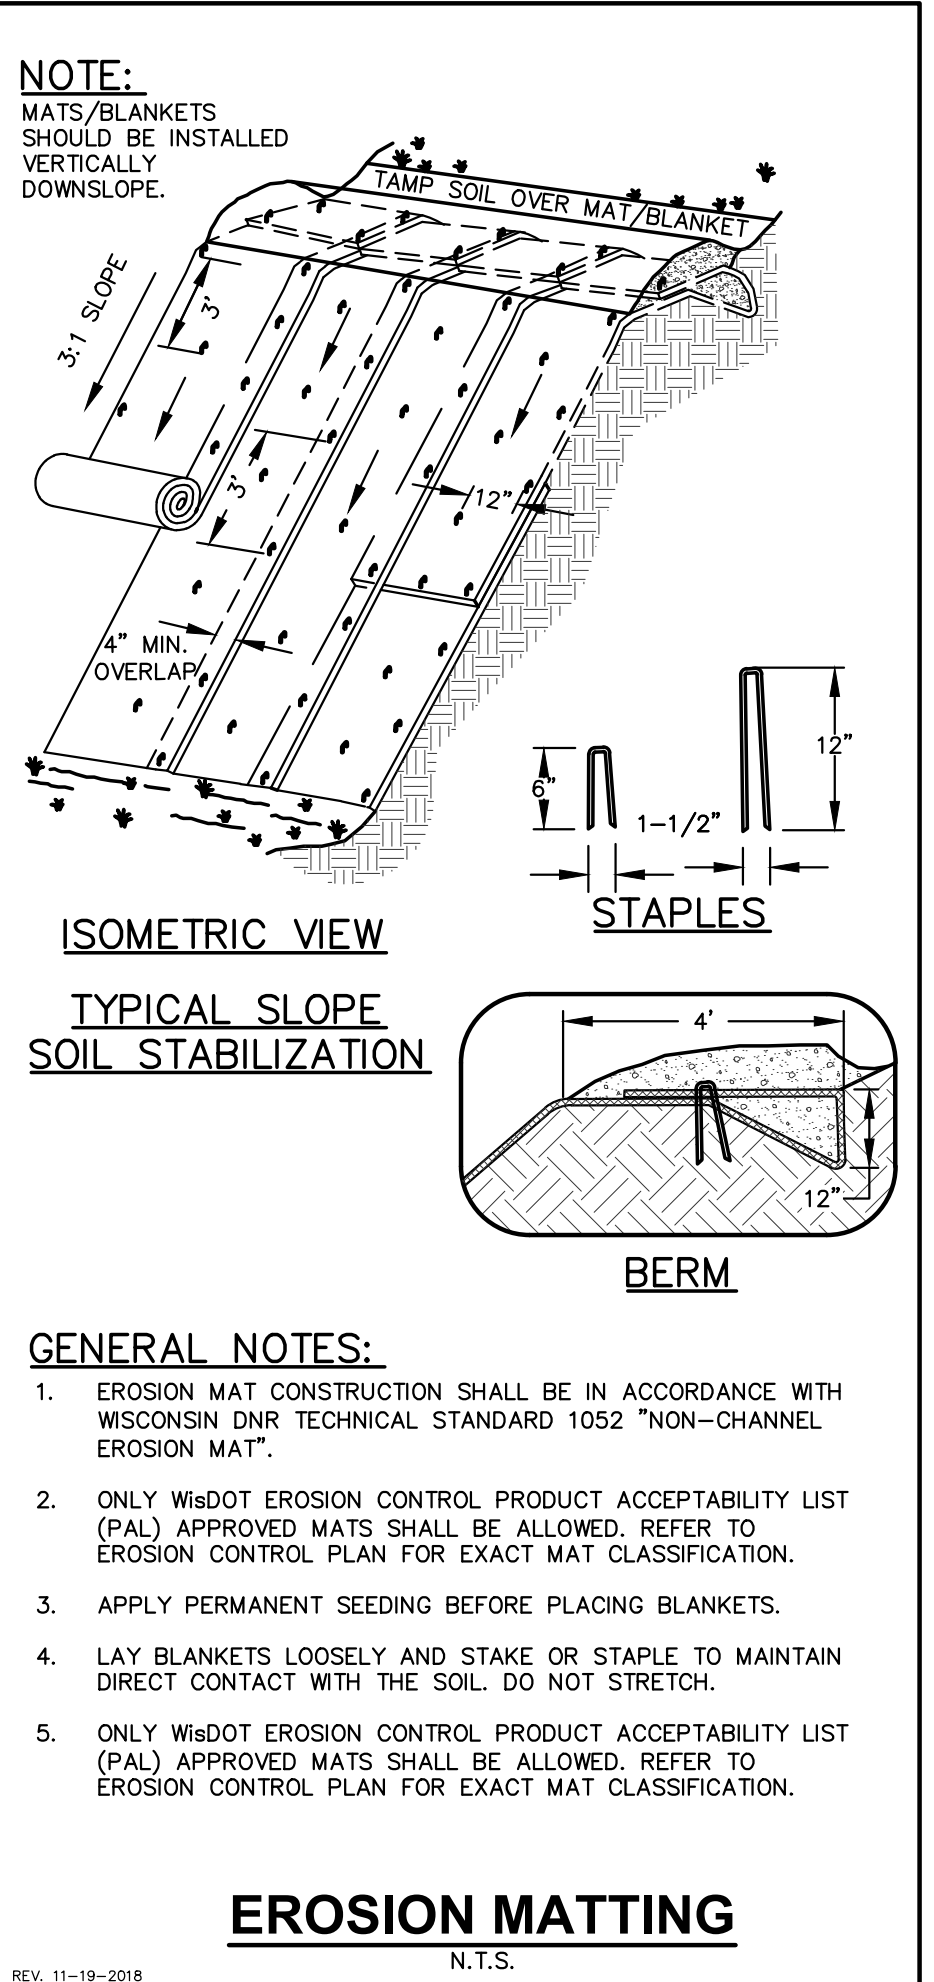 NOTE:
MATS/BLANKETS
SHOULD BE INSTALLED
VERTICALLY
DOWNSLOPE.
TAMP SOIL OVER MAT/BLANKET
3:1 SLOPE
3'
3'
12"
4" MIN.
OVERLAP
6"
1-1/2"
12"
STAPLES
ISOMETRIC VIEW
TYPICAL SLOPE
SOIL STABILIZATION
4'
12"
BERM
GENERAL NOTES:
1. EROSION MAT CONSTRUCTION SHALL BE IN ACCORDANCE WITH
WISCONSIN DNR TECHNICAL STANDARD 1052 "NON-CHANNEL
EROSION MAT".
2. ONLY WisDOT EROSION CONTROL PRODUCT ACCEPTABILITY LIST
(PAL) APPROVED MATS SHALL BE ALLOWED. REFER TO
EROSION CONTROL PLAN FOR EXACT MAT CLASSIFICATION.
3. APPLY PERMANENT SEEDING BEFORE PLACING BLANKETS.
4. LAY BLANKETS LOOSELY AND STAKE OR STAPLE TO MAINTAIN
DIRECT CONTACT WITH THE SOIL. DO NOT STRETCH.
5. ONLY WisDOT EROSION CONTROL PRODUCT ACCEPTABILITY LIST
(PAL) APPROVED MATS SHALL BE ALLOWED. REFER TO
EROSION CONTROL PLAN FOR EXACT MAT CLASSIFICATION.
EROSION MATTING
N.T.S.
REV. 11-19-2018